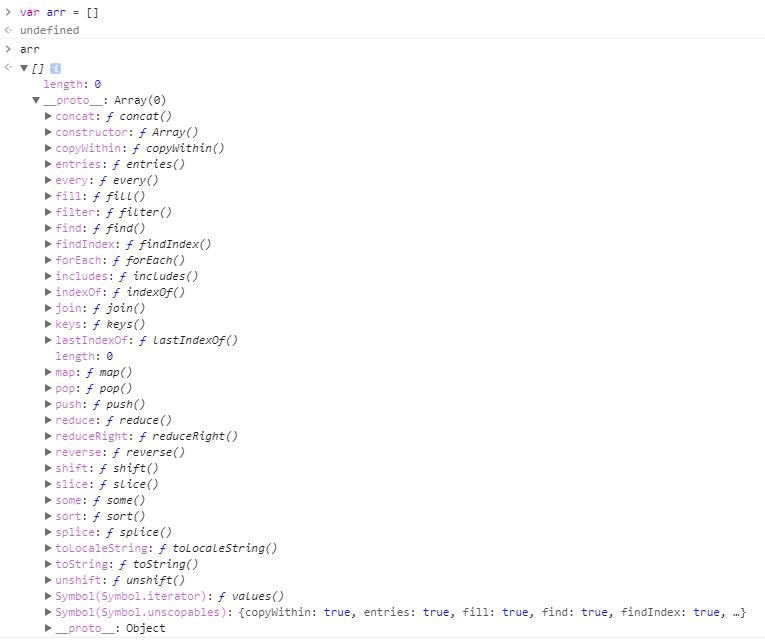 > var arr = []
<· undefined
> arr
<· ▼ [] i
length: 0
▼ __proto__: Array(0)
▶ concat: ƒ concat()
▶ constructor: ƒ Array()
▶ copyWithin: ƒ copyWithin()
▶ entries: ƒ entries()
▶ every: ƒ every()
▶ fill: ƒ fill()
▶ filter: ƒ filter()
▶ find: ƒ find()
▶ findIndex: ƒ findIndex()
▶ forEach: ƒ forEach()
▶ includes: ƒ includes()
▶ indexOf: ƒ indexOf()
▶ join: ƒ join()
▶ keys: ƒ keys()
▶ lastIndexOf: ƒ lastIndexOf()
length: 0
▶ map: ƒ map()
▶ pop: ƒ pop()
▶ push: ƒ push()
▶ reduce: ƒ reduce()
▶ reduceRight: ƒ reduceRight()
▶ reverse: ƒ reverse()
▶ shift: ƒ shift()
▶ slice: ƒ slice()
▶ some: ƒ some()
▶ sort: ƒ sort()
▶ splice: ƒ splice()
▶ toLocaleString: ƒ toLocaleString()
▶ toString: ƒ toString()
▶ unshift: ƒ unshift()
▶ Symbol(Symbol.iterator): ƒ values()
▶ Symbol(Symbol.unscopables): {copyWithin: true, entries: true, fill: true, find: true, findIndex: true, …}
▶ __proto__: Object